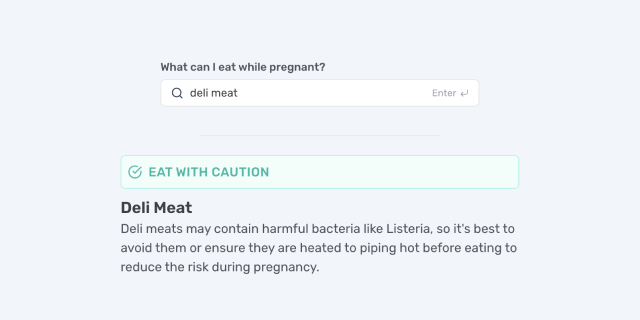 What can I eat while pregnant?
deli meat
Enter ↵
EAT WITH CAUTION
Deli Meat
Deli meats may contain harmful bacteria like Listeria, so it's best to
avoid them or ensure they are heated to piping hot before eating to
reduce the risk during pregnancy.